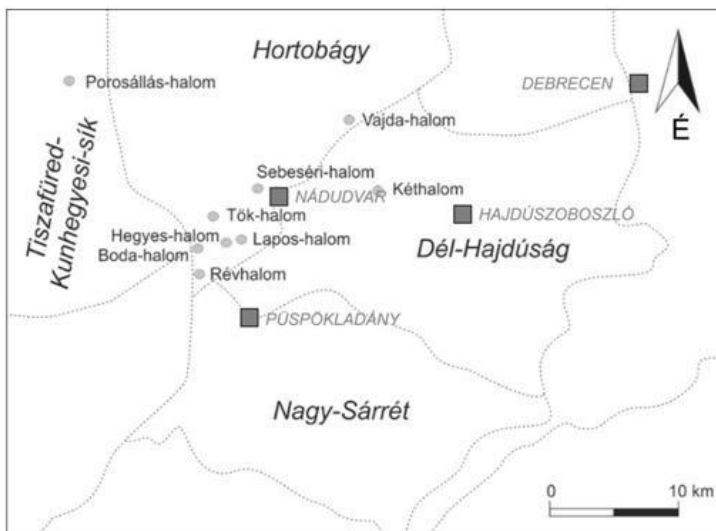 Hortobágy
Porosállás-halom
DEBRECEN
É
Vajda-halom
Tiszafüred-
Kunhegyesi-sík
Sebeséri-halom
NÁDUDVAR
Kéthalom
Tök-halom
HAJDÚSZOBOSZLÓ
Hegyes-halom
Lapos-halom
Boda-halom
Dél-Hajdúság
Révhalom
PÜSPÖKLADÁNY
Nagy-Sárrét
0
10 km